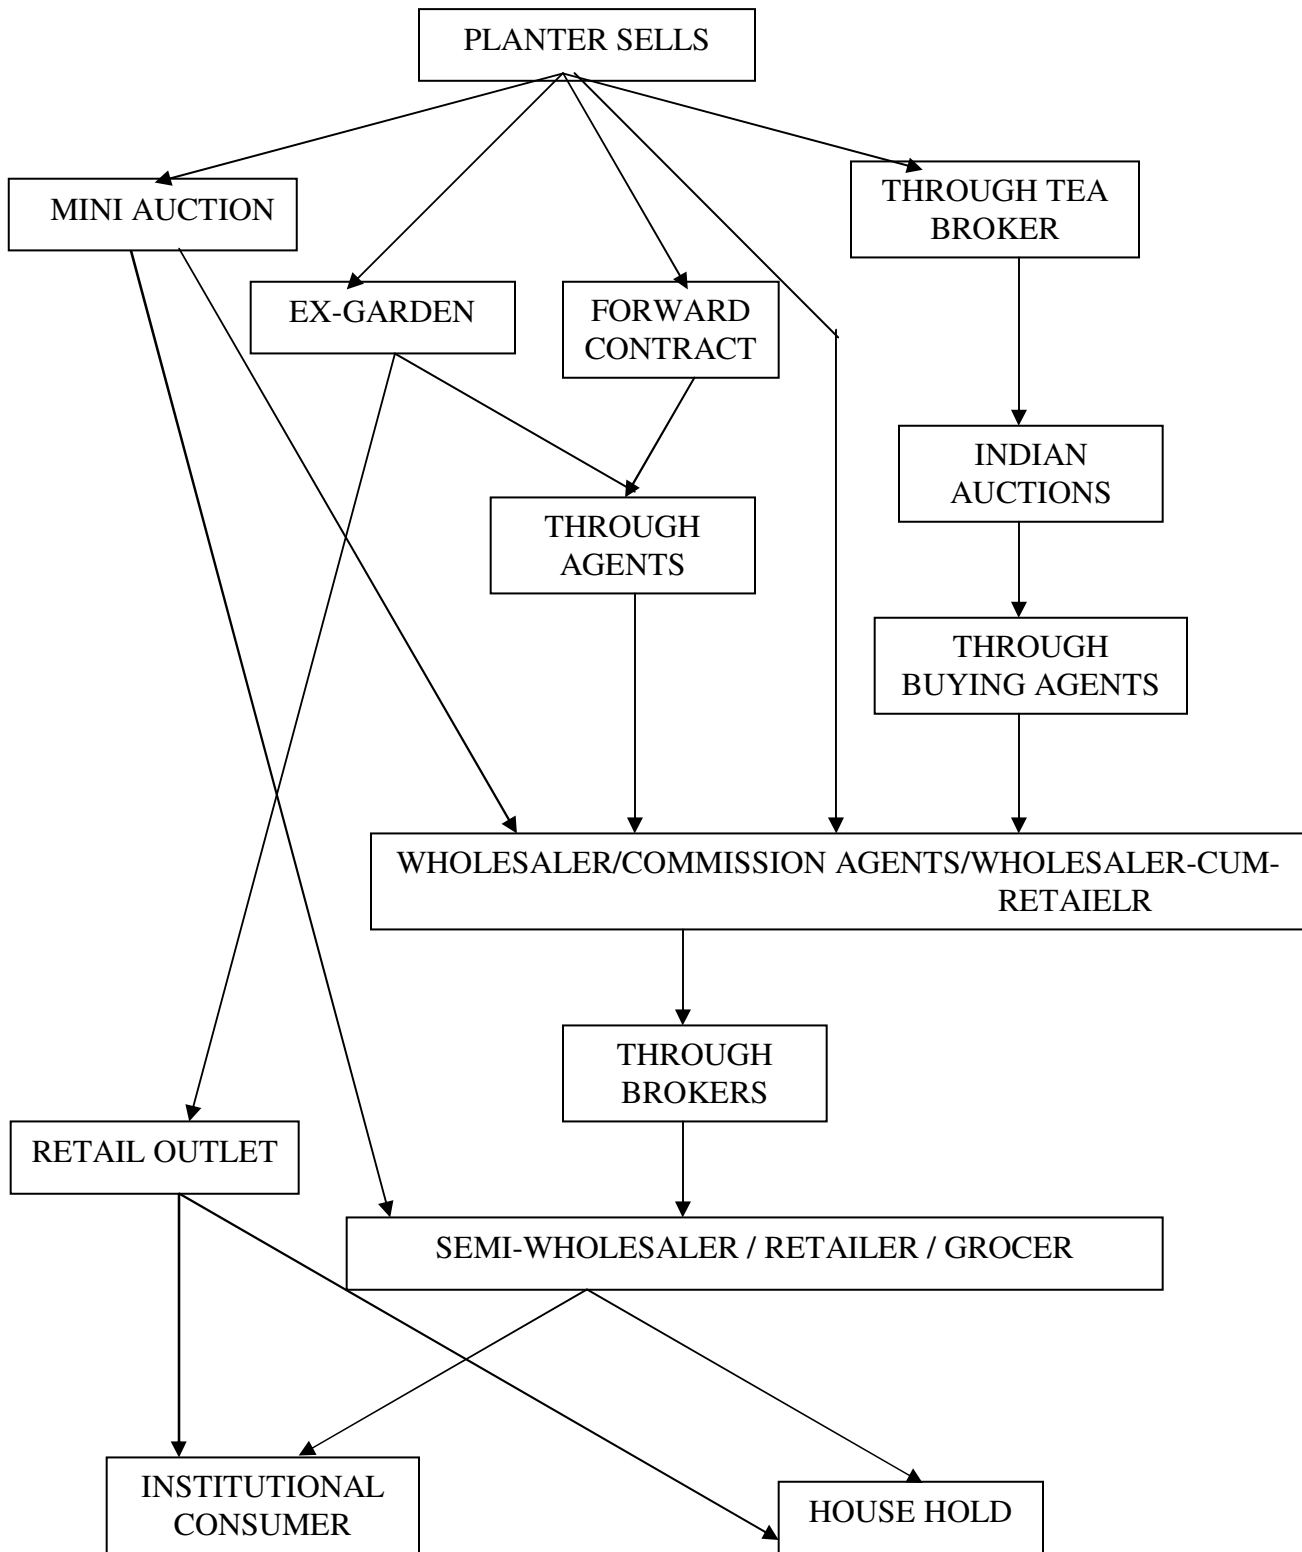 PLANTER SELLS
MINI AUCTION
THROUGH TEA
BROKER
EX-GARDEN
FORWARD
CONTRACT
INDIAN
AUCTIONS
THROUGH
AGENTS
THROUGH
BUYING AGENTS
WHOLESALER/COMMISSION AGENTS/WHOLESALER-CUM-
RETAIELR
THROUGH
BROKERS
RETAIL OUTLET
SEMI-WHOLESALER / RETAILER / GROCER
INSTITUTIONAL
CONSUMER
HOUSE HOLD